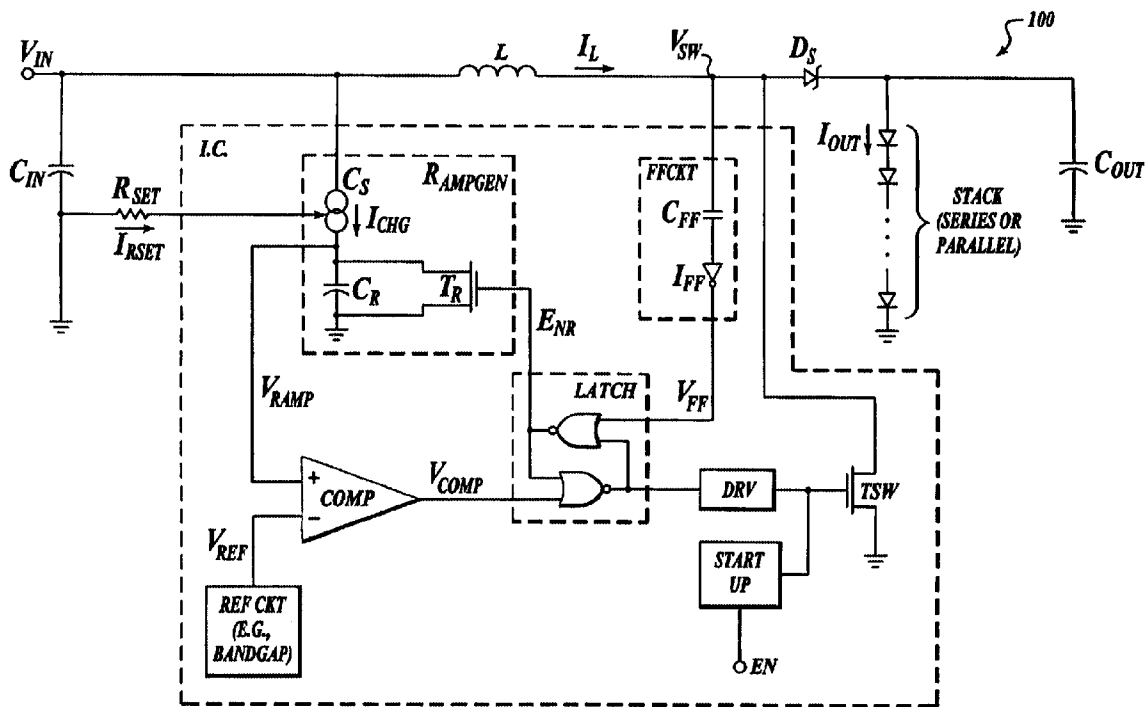 100
V_IN
L
I_L
V_SW
D_S
I.C.
C_IN
R_SET
I_RSET
C_S
R_AMPGEN
I_CHG
C_R
T_R
E_NR
FFCKT
C_FF
I_FF
I_OUT
STACK
(SERIES OR
PARALLEL)
C_OUT
V_RAMP
LATCH
V_FF
+
COMP
−
V_COMP
DRV
TSW
V_REF
START
UP
REF CKT
(E.G.,
BANDGAP)
EN